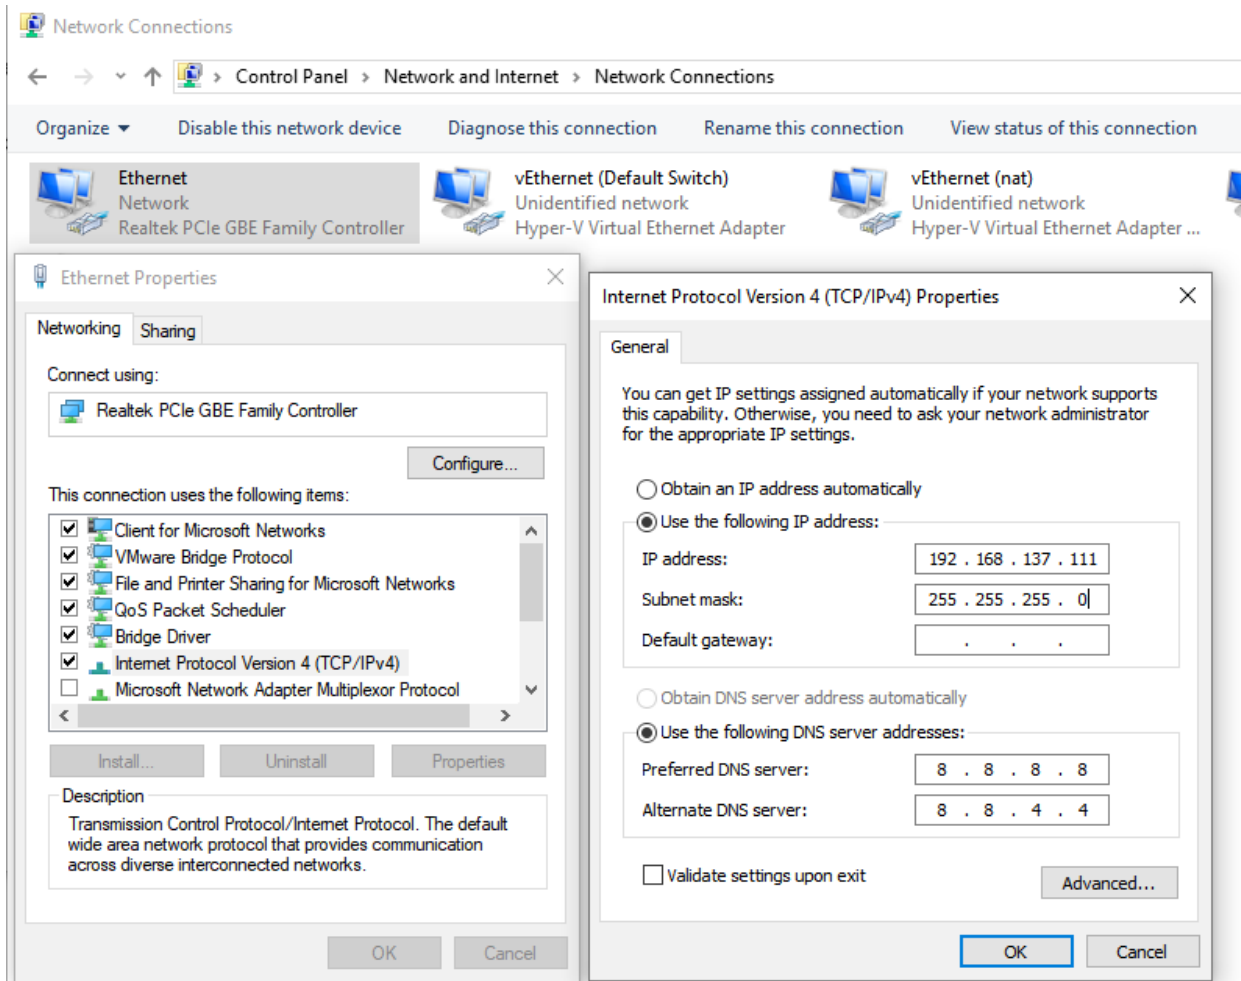 Network Connections
Control Panel > Network and Internet > Network Connections
Organize Disable this network device Diagnose this connection Rename this connection View status of this connection
Ethernet
Network
Realtek PCIe GBE Family Controller
vEthernet (Default Switch)
Unidentified network
Hyper-V Virtual Ethernet Adapter
vEthernet (nat)
Unidentified network
Hyper-V Virtual Ethernet Adapter ...
Ethernet Properties
Networking Sharing
Connect using:
Realtek PCIe GBE Family Controller
Configure...
This connection uses the following items:
Client for Microsoft Networks
VMware Bridge Protocol
File and Printer Sharing for Microsoft Networks
QoS Packet Scheduler
Bridge Driver
Internet Protocol Version 4 (TCP/IPv4)
Microsoft Network Adapter Multiplexor Protocol
Install... Uninstall Properties
Description
Transmission Control Protocol/Internet Protocol. The default
wide area network protocol that provides communication
across diverse interconnected networks.
OK Cancel
Internet Protocol Version 4 (TCP/IPv4) Properties
General
You can get IP settings assigned automatically if your network supports
this capability. Otherwise, you need to ask your network administrator
for the appropriate IP settings.
Obtain an IP address automatically
Use the following IP address:
IP address: 192 . 168 . 137 . 111
Subnet mask: 255 . 255 . 255 . 0
Default gateway: . . .
Obtain DNS server address automatically
Use the following DNS server addresses:
Preferred DNS server: 8 . 8 . 8 . 8
Alternate DNS server: 8 . 8 . 4 . 4
Validate settings upon exit
Advanced...
OK Cancel